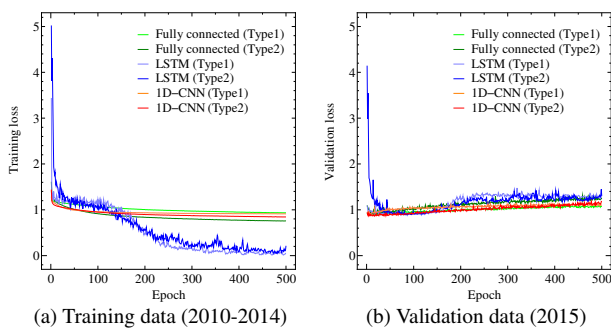 Fully connected (Type1)
Fully connected (Type2)
LSTM (Type1)
LSTM (Type2)
1D−CNN (Type1)
1D−CNN (Type2)
Training loss
5
4
3
2
1
0
0 100 200 300 400 500
Epoch
(a) Training data (2010-2014)
Fully connected (Type1)
Fully connected (Type2)
LSTM (Type1)
LSTM (Type2)
1D−CNN (Type1)
1D−CNN (Type2)
Validation loss
5
4
3
2
1
0
0 100 200 300 400 500
Epoch
(b) Validation data (2015)